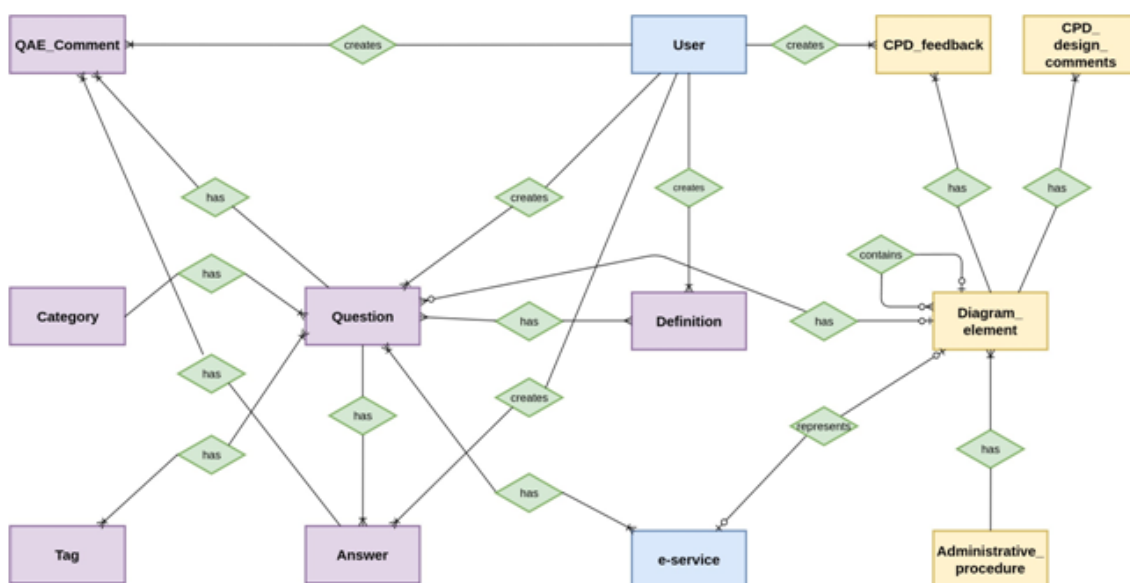 QAE_Comment
creates
User
creates
CPD_feedback
CPD_
design_
comments
has
creates
creates
has
has
has
contains
Category
Question
has
Definition
has
Diagram_
element
has
has
creates
represents
has
has
has
Tag
Answer
e-service
Administrative_
procedure